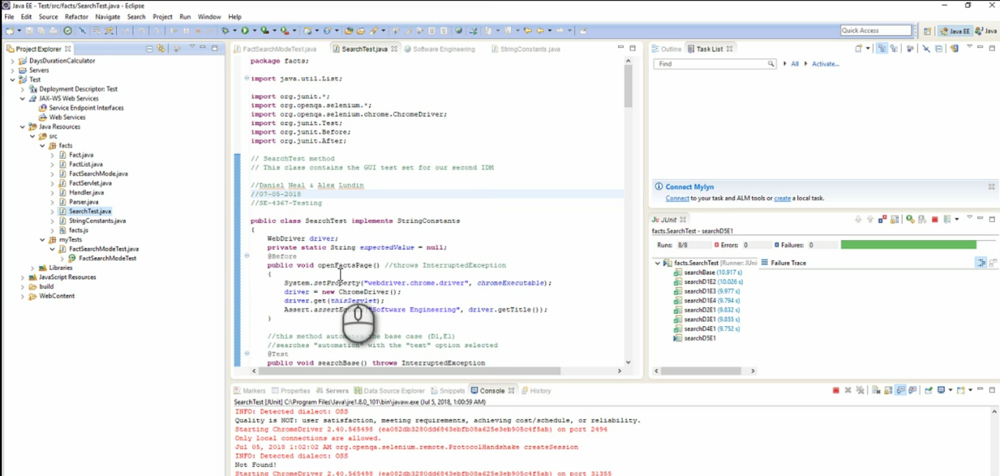 Java EE - Test/src/facts/SearchTest.java - Eclipse
File Edit Source Refactor Navigate Search Project Run Window Help
Quick Access
Java EE
Java
Project Explorer
DaysDurationCalculator
Servers
Test
Deployment Descriptor: Test
JAX-WS Web Services
Service Endpoint Interfaces
Web Services
Java Resources
src
facts
Fact.java
FactList.java
FactSearchMode.java
FactServlet.java
Handler.java
Parser.java
SearchTest.java
StringConstants.java
facts.js
myTests
FactSearchModeTest.java
FactSearchModeTest
Libraries
JavaScript Resources
build
WebContent
FactSearchModeTest.java SearchTest.java Software Engineering StringConstants.java
package facts;
import java.util.List;
import org.junit.*;
import org.openqa.selenium.*;
import org.openqa.selenium.chrome.ChromeDriver;
import org.junit.Test;
import org.junit.Before;
import org.junit.After;
// SearchTest method
// This class contains the GUI test set for our second IDM
//Daniel Neal & Alex Lundin
//07-05-2018
//SE-4367-Testing
public class SearchTest implements StringConstants
{
WebDriver driver;
private static String expectedValue = null;
@Before
public void openFactsPage() //throws InterruptedException
{
System.setProperty("webdriver.chrome.driver", chromeExecutable);
driver = new ChromeDriver();
driver.get(thisServlet);
Assert. "Software Engineering", driver.getTitle());
}
//this method the base case (D1,E1)
//searches "automation" with the "text" option selected
@Test
public void searchBase() throws InterruptedException
Outline Task List
Find
All
Activate...
Connect Mylyn
Connect to your task and ALM tools or create a local task.
Ju JUnit
facts.SearchTest - searchD5E1
Runs: 8/8 Errors: 0 Failures: 0
facts.SearchTest [Runner: JUni
Failure Trace
searchBase (10.917 s)
searchD1E2 (10.026 s)
searchD1E3 (9.977 s)
searchD1E4 (9.794 s)
searchD2E1 (9.832 s)
searchD3E1 (9.855 s)
searchD4E1 (9.752 s)
searchD5E1
Markers Properties Servers Data Source Explorer Snippets Console History
SearchTest [JUnit] C:\Program Files\Java\jre1.8.0_101\bin\javaw.exe (Jul 5, 2018, 1:00:59 AM)
INFO: Detected dialect: OSS
Quality is NOT: user satisfaction, meeting requirements, achieving cost/schedule, or reliability.
Starting ChromeDriver 2.40.565498 (ea082db3280dd6843ebfb08a625e3eb905c4f5ab) on port 2494
Only local connections are allowed.
Jul 05, 2018 1:02:02 AM org.openqa.selenium.remote.ProtocolHandshake createSession
INFO: Detected dialect: OSS
Not Found!
Starting ChromeDriver 2.40.565498 (ea082db3280dd6843ebfb08a625e3eb905c4f5ab) on port 31355